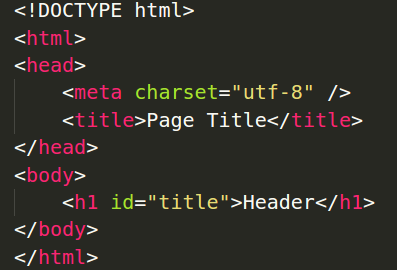 <!DOCTYPE html>
<html>
<head>
<meta charset="utf-8" />
<title>Page Title</title>
</head>
<body>
<h1 id="title">Header</h1>
</body>
</html>